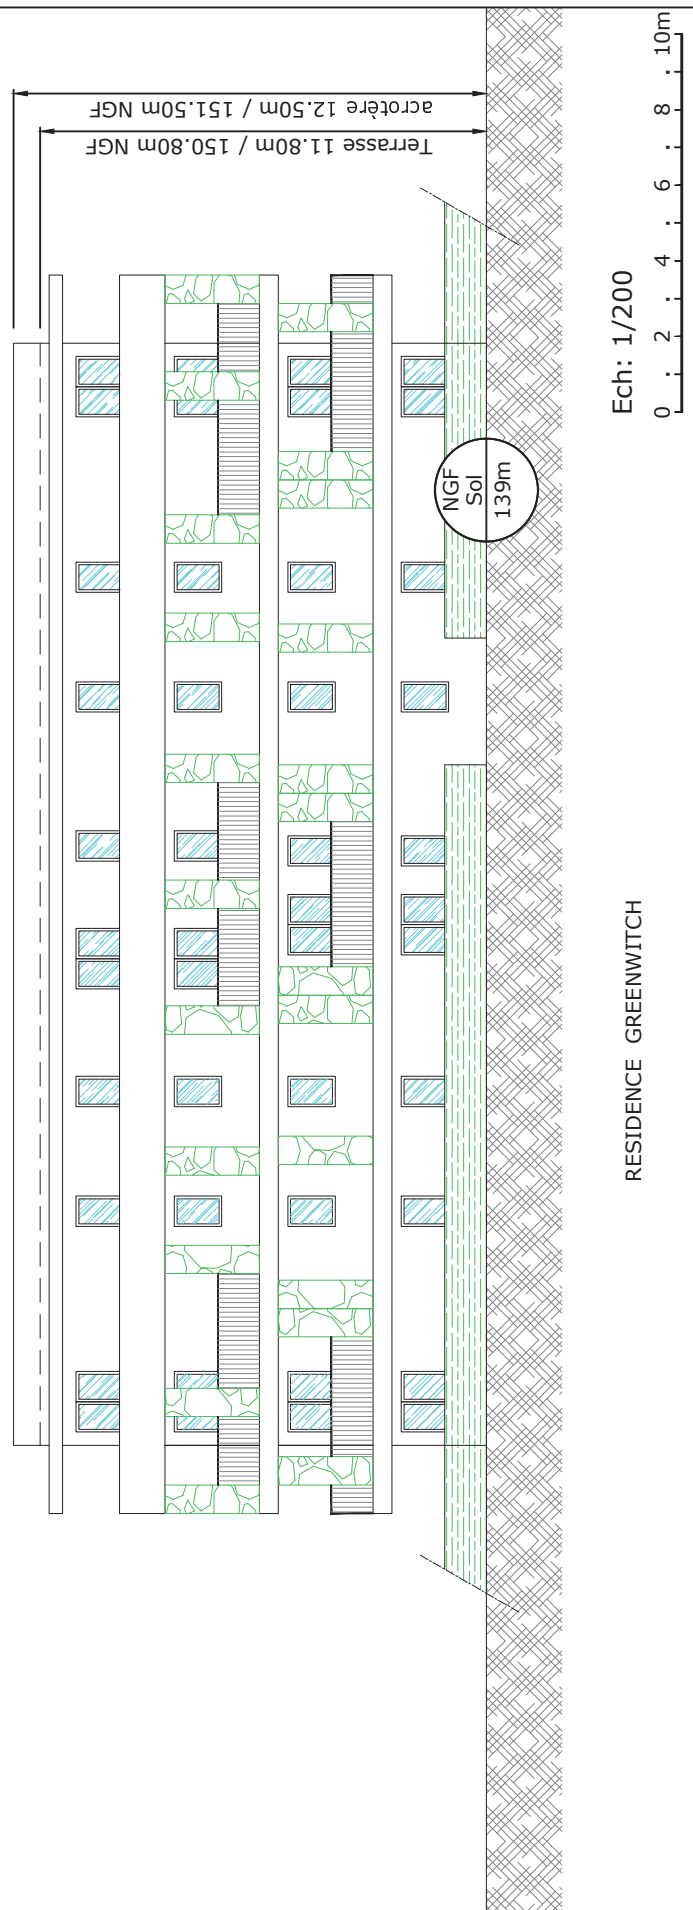 acrotère 12.50m / 151.50m NGF
Terrasse 11.80m / 150.80m NGF
NGF
Sol
139m
Ech: 1/200
0 2 4 6 8 10m
RESIDENCE GREENWITCH